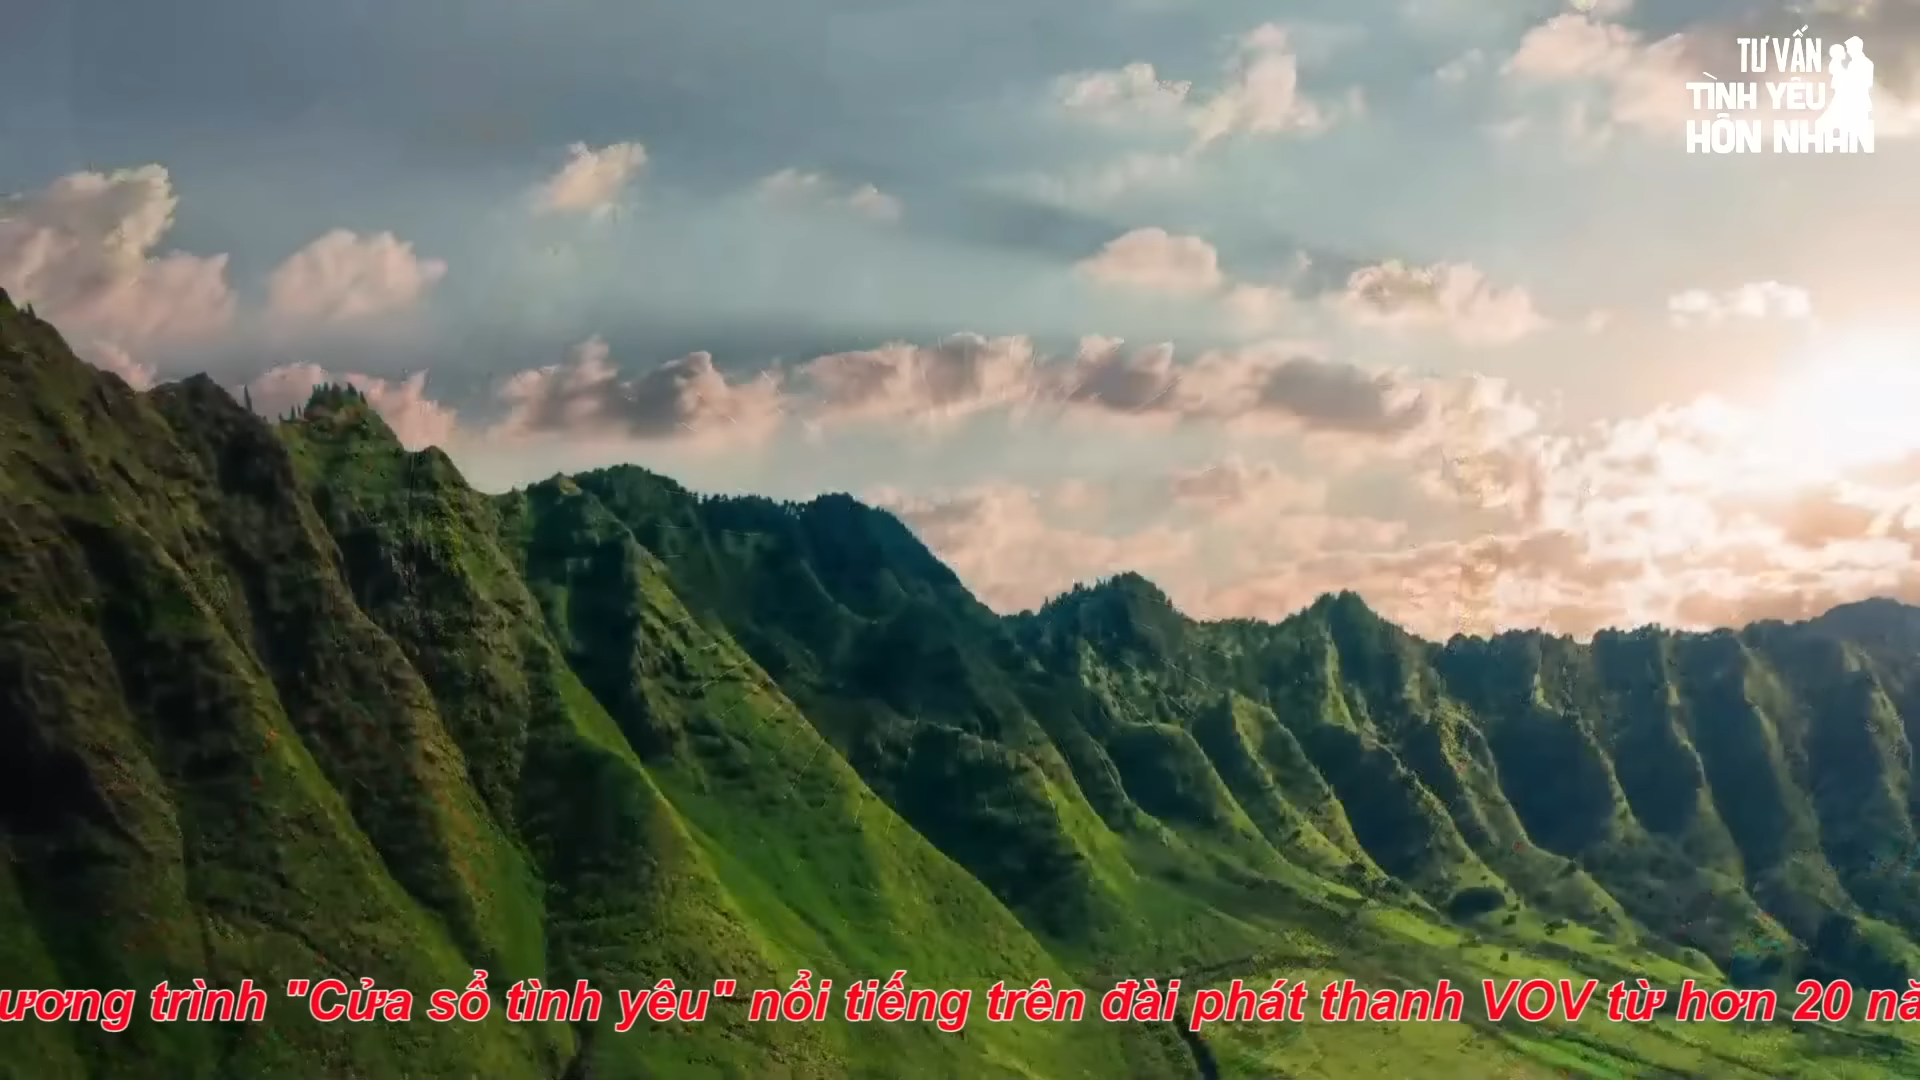 TƯ VẤN
TÌNH YÊU
HÔN NHÂN
ương trình "Cửa sổ tình yêu" nổi tiếng trên đài phát thanh VOV từ hơn 20 nă